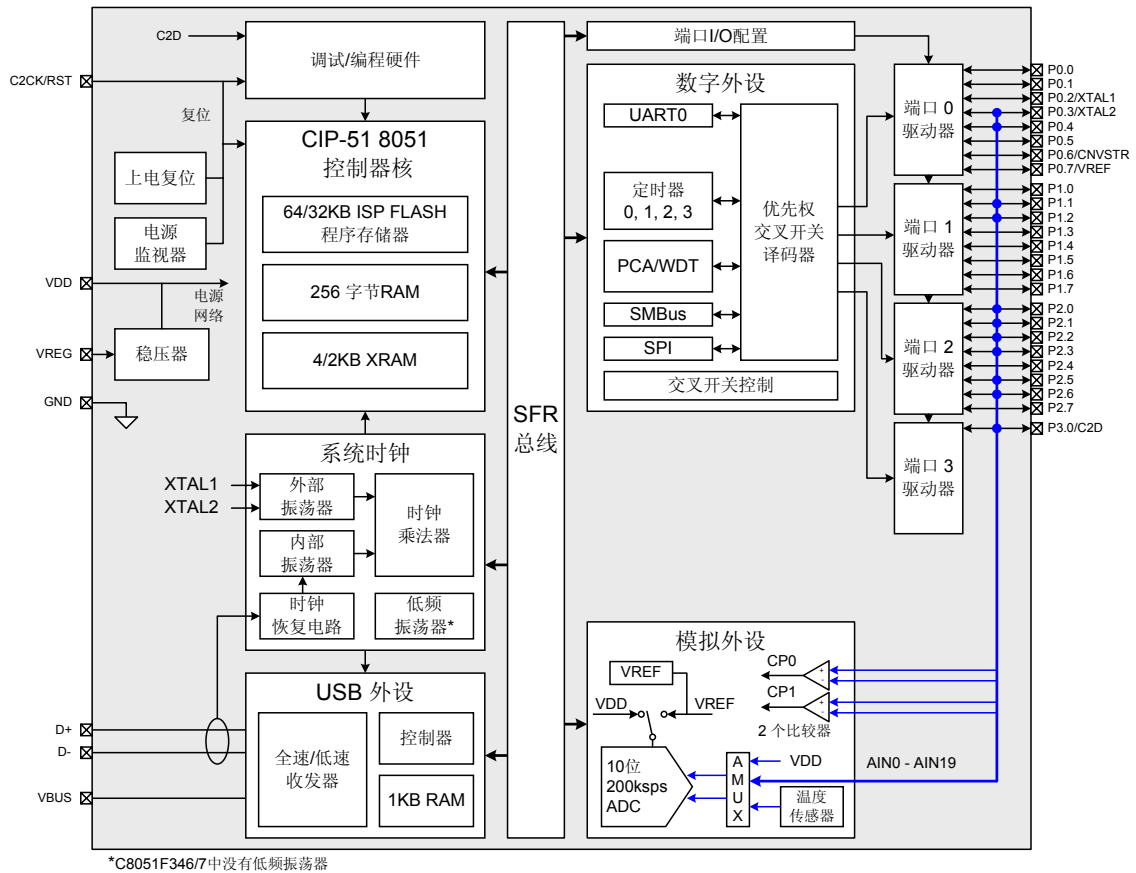 C2D
C2CK/RST
调试/编程硬件
复位
上电复位
电源
监视器
VDD
电源
网络
VREG
稳压器
GND
CIP-51 8051
控制器核
64/32KB ISP FLASH
程序存储器
256 字节RAM
4/2KB XRAM
系统时钟
XTAL1
XTAL2
外部
振荡器
时钟
乘法器
内部
振荡器
时钟
恢复电路
低频
振荡器*
USB 外设
D+
D-
VBUS
全速/低速
收发器
控制器
1KB RAM
SFR
总线
端口I/O配置
数字外设
UART0
定时器
0, 1, 2, 3
PCA/WDT
SMBus
SPI
优先权
交叉开关
译码器
交叉开关控制
端口 0
驱动器
端口 1
驱动器
端口 2
驱动器
端口 3
驱动器
P0.0
P0.1
P0.2/XTAL1
P0.3/XTAL2
P0.4
P0.5
P0.6/CNVSTR
P0.7/VREF
P1.0
P1.1
P1.2
P1.3
P1.4
P1.5
P1.6
P1.7
P2.0
P2.1
P2.2
P2.3
P2.4
P2.5
P2.6
P2.7
P3.0/C2D
模拟外设
VREF
VDD
VREF
CP0
+
-
CP1
+
-
2 个比较器
10位
200ksps
ADC
A
M
U
X
VDD
温度
传感器
AIN0 - AIN19
*C8051F346/7中没有低频振荡器